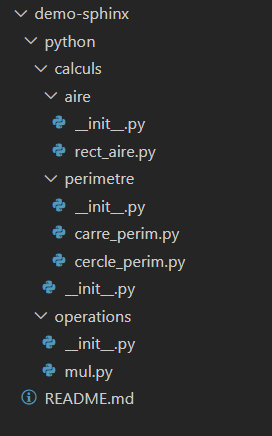 demo-sphinx
python
calculs
aire
__init__.py
rect_aire.py
perimetre
__init__.py
carre_perim.py
cercle_perim.py
__init__.py
operations
__init__.py
mul.py
README.md